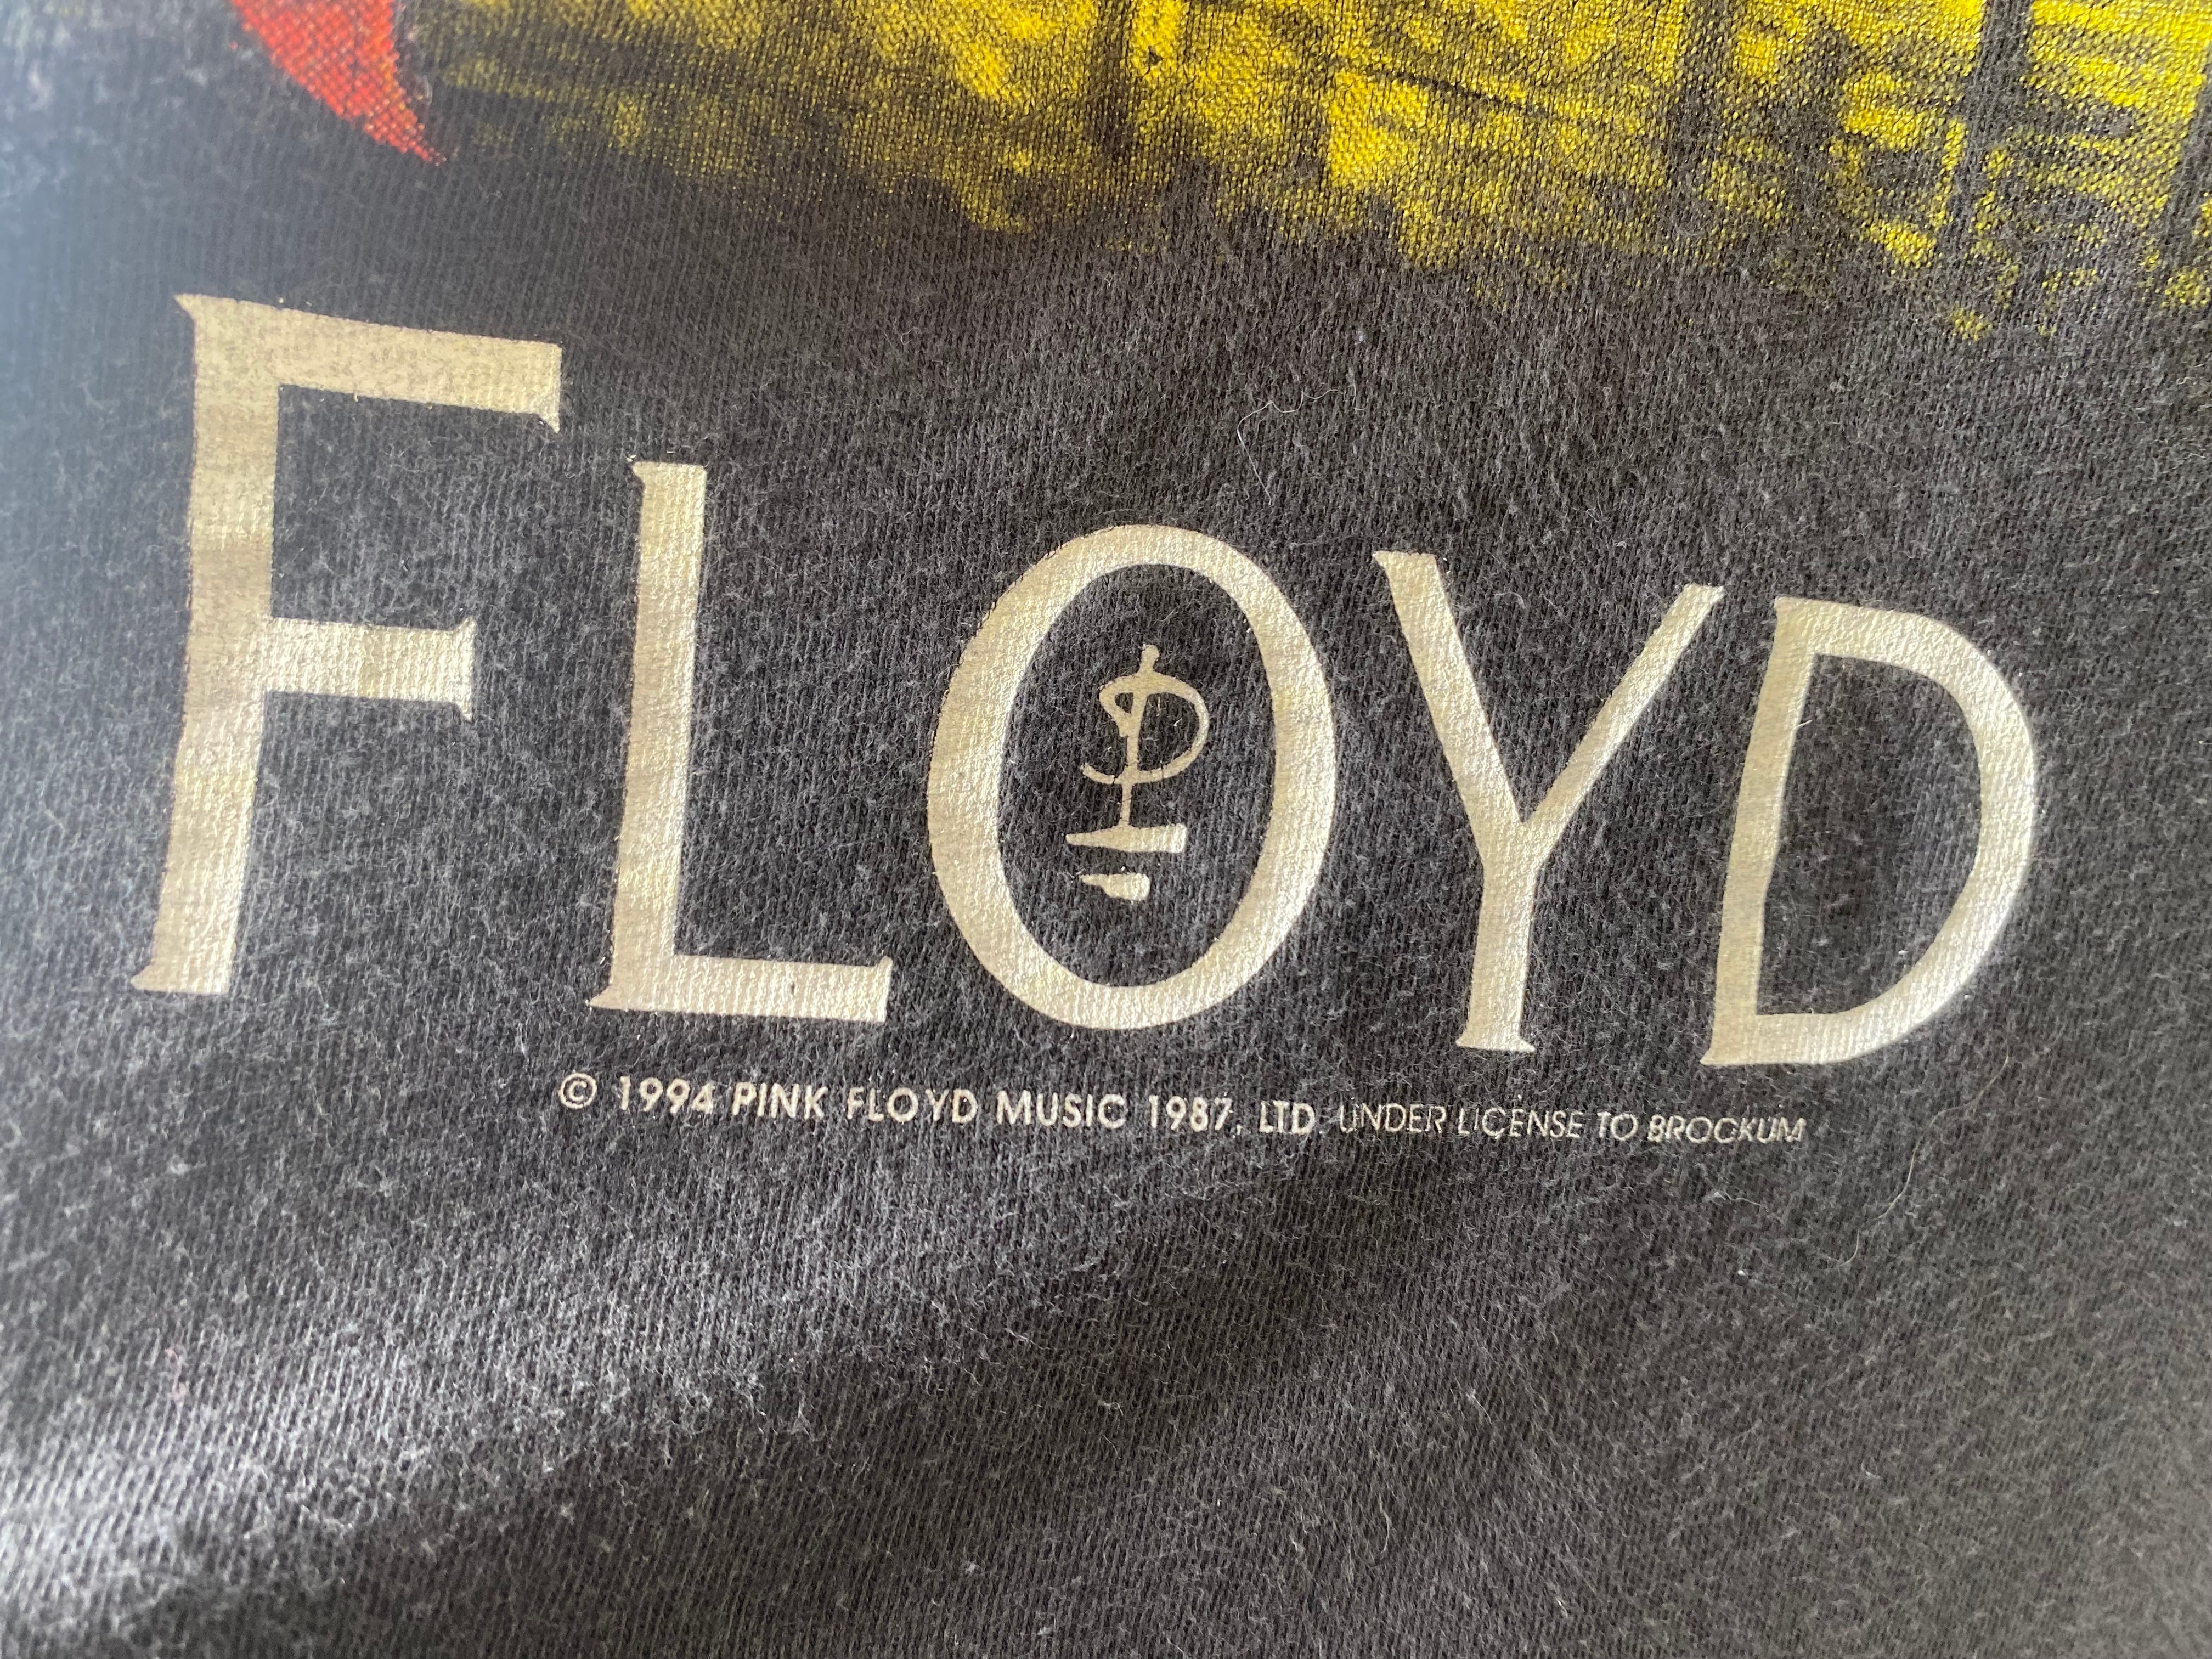 FLOYD
© 1994 PINK FLOYD MUSIC 1987, LTD. UNDER LICENSE TO BROCKUM